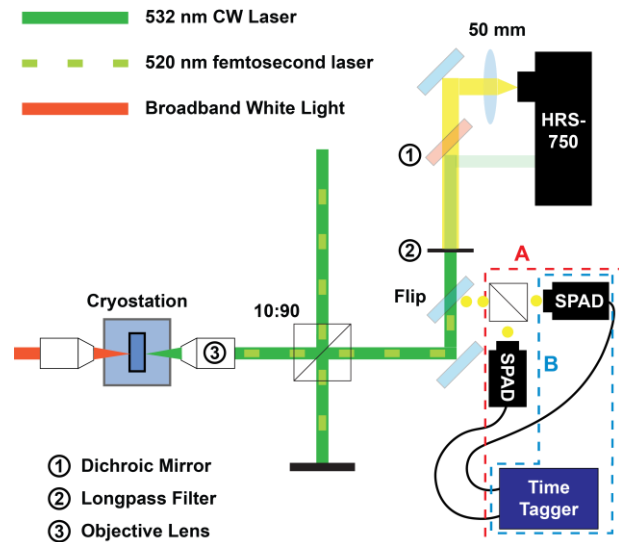 532 nm CW Laser
520 nm femtosecond laser
Broadband White Light
50 mm
HRS-
750
1
2
A
Flip
SPAD
Cryostation
10:90
3
SPAD
B
1 Dichroic Mirror
2 Longpass Filter
3 Objective Lens
Time
Tagger